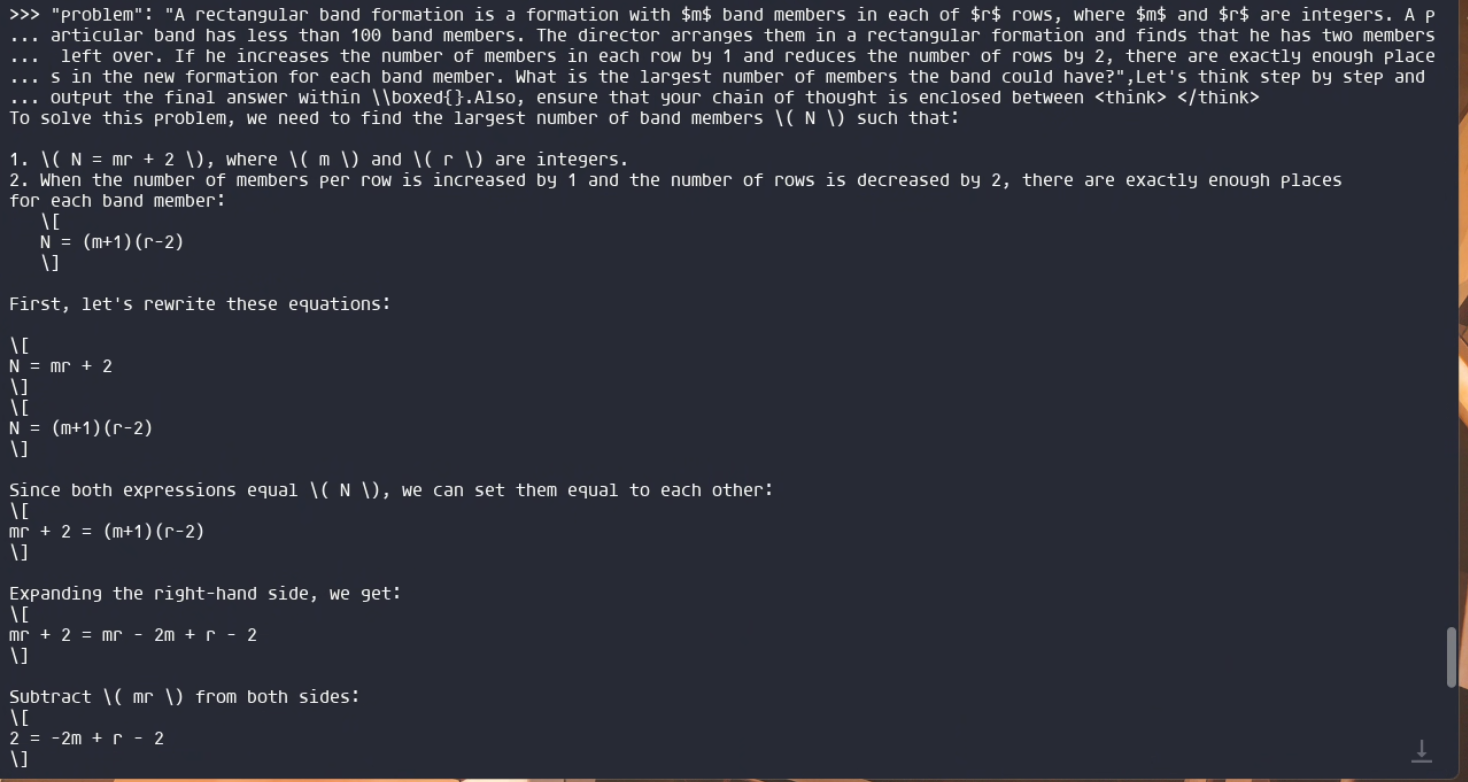 >>> "problem": "A rectangular band formation is a formation with $m$ band members in each of $r$ rows, where $m$ and $r$ are integers. A p
... articular band has less than 100 band members. The director arranges them in a rectangular formation and finds that he has two members
...  left over. If he increases the number of members in each row by 1 and reduces the number of rows by 2, there are exactly enough place
... s in the new formation for each band member. What is the largest number of members the band could have?",Let's think step by step and
... output the final answer within \\boxed{}.Also, ensure that your chain of thought is enclosed between <think> </think>
To solve this problem, we need to find the largest number of band members \( N \) such that:

1. \( N = mr + 2 \), where \( m \) and \( r \) are integers.
2. When the number of members per row is increased by 1 and the number of rows is decreased by 2, there are exactly enough places
for each band member:
   \[
   N = (m+1)(r-2)
   \]

First, let's rewrite these equations:

\[
N = mr + 2
\]
\[
N = (m+1)(r-2)
\]

Since both expressions equal \( N \), we can set them equal to each other:
\[
mr + 2 = (m+1)(r-2)
\]

Expanding the right-hand side, we get:
\[
mr + 2 = mr - 2m + r - 2
\]

Subtract \( mr \) from both sides:
\[
2 = -2m + r - 2
\]